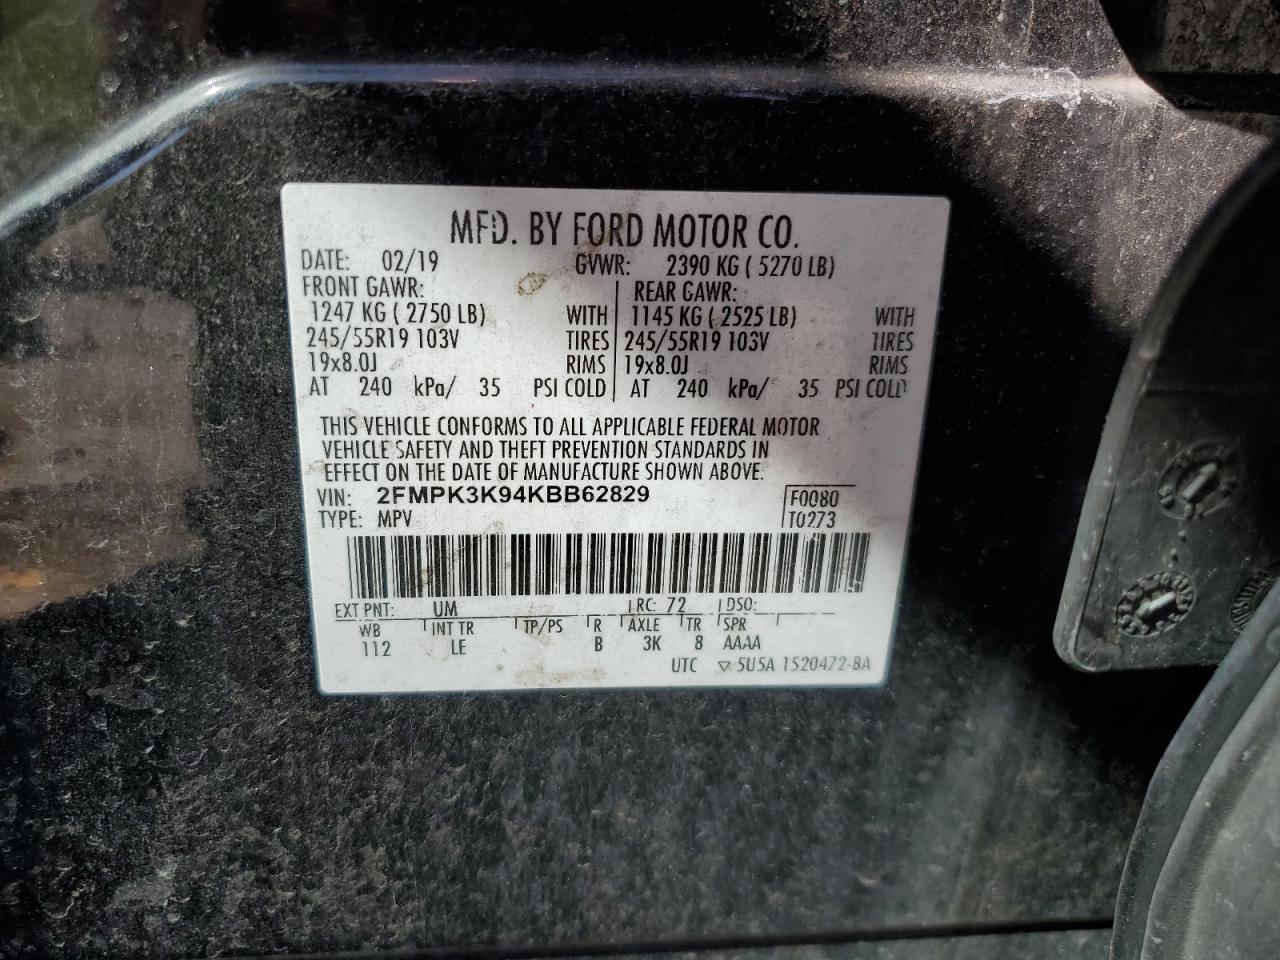 MFD. BY FORD MOTOR CO.
DATE: 02/19 GVWR: 2390 KG ( 5270 LB)
FRONT GAWR: REAR GAWR:
1247 KG ( 2750 LB) WITH 1145 KG ( 2525 LB) WITH
245/55R19 103V TIRES 245/55R19 103V TIRES
19x8.0J RIMS 19x8.0J RIMS
AT 240 kPa/ 35 PSI COLD AT 240 kPa/ 35 PSI COLD
THIS VEHICLE CONFORMS TO ALL APPLICABLE FEDERAL MOTOR
VEHICLE SAFETY AND THEFT PREVENTION STANDARDS IN
EFFECT ON THE DATE OF MANUFACTURE SHOWN ABOVE.
VIN: 2FMPK3K94KBB62829 F0080
TYPE: MPV T0273
EXT PNT: UM RC: 72 DSO:
WB INT TR TP/PS R AXLE TR SPR
112 LE B 3K 8 AAAA
UTC ▽ 5U5A 1520472-BA